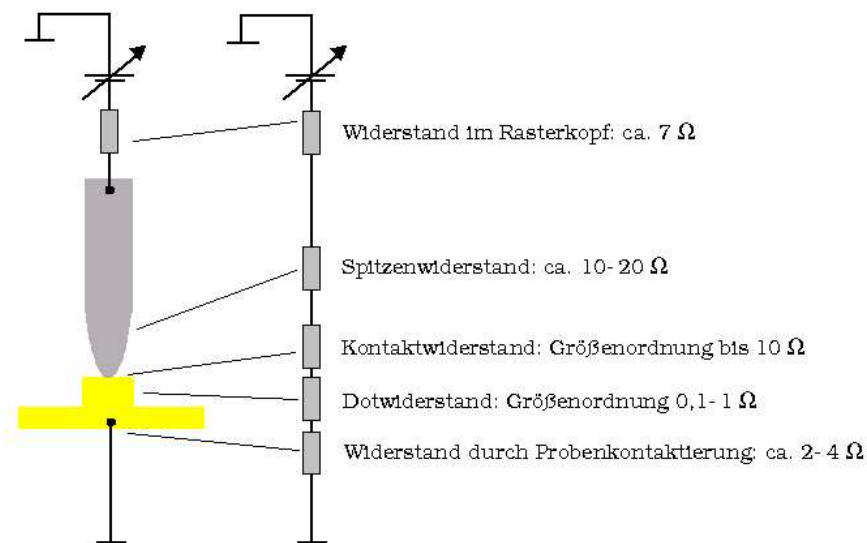 Widerstand im Rasterkopf: ca. 7 Ω
Spitzenwiderstand: ca. 10- 20 Ω
Kontaktwiderstand: Größenordnung bis 10 Ω
Dotwiderstand: Größenordnung 0,1- 1 Ω
Widerstand durch Probenkontaktierung: ca. 2- 4 Ω